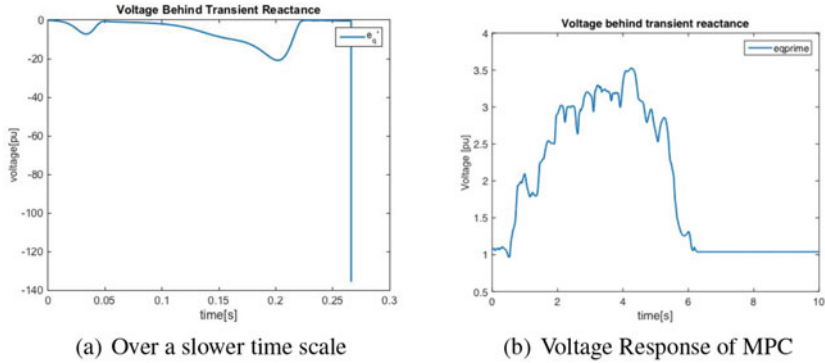 Voltage Behind Transient Reactance
voltage[pu]
0
-20
-40
-60
-80
-100
-120
-140
e_q'
0
0.05
0.1
0.15
0.2
0.25
0.3
time[s]
(a) Over a slower time scale
Voltage behind transient reactance
Voltage [pu]
4
3.5
3
2.5
2
1.5
1
0.5
eqprime
0
2
4
6
8
10
time[s]
(b) Voltage Response of MPC